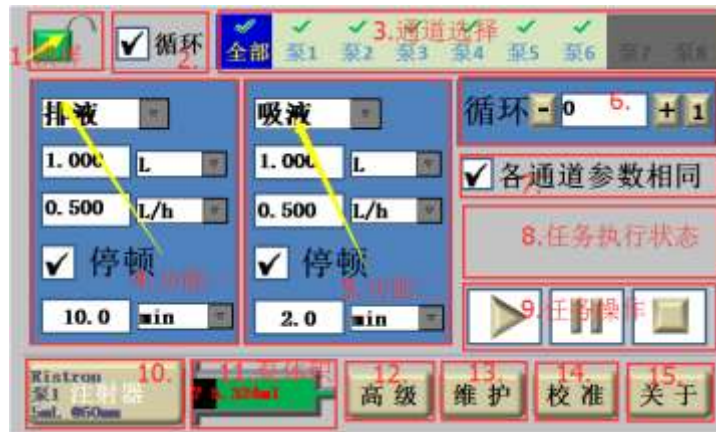 1.
循环
2.
3.通道选择
全部 泵1 泵2 泵3 泵4 泵5 泵6 泵7 泵8
排液
1.000 L
0.500 L/h
停顿
10.0 min
吸液
1.000 L
0.500 L/h
停顿
2.0 min
循环 - 0 6. + 1
各通道参数相同
7.
8.任务执行状态
9.任务操作
Ristron 10.
泵1 注射器
5mL Φ50mm
11.
12.
高级
13.
维护
14.
校准
15.
关于